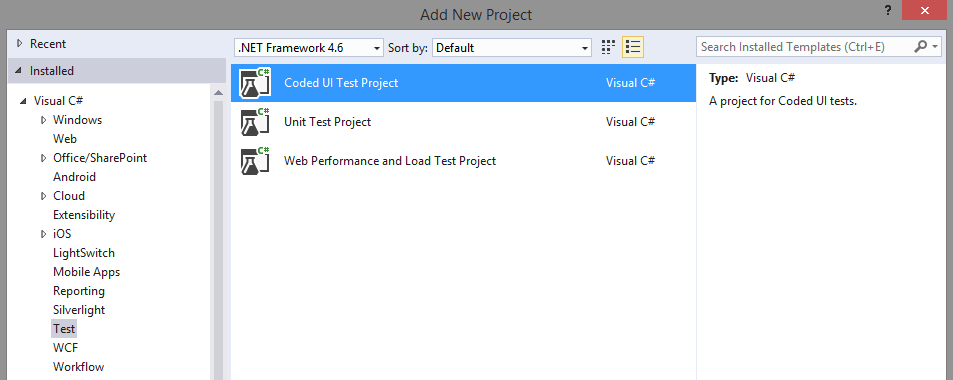 Add New Project
?
Recent
Installed
Visual C#
Windows
Web
Office/SharePoint
Android
Cloud
Extensibility
iOS
LightSwitch
Mobile Apps
Reporting
Silverlight
Test
WCF
Workflow
.NET Framework 4.6
Sort by: Default
C# Coded UI Test Project Visual C#
C# Unit Test Project Visual C#
C# Web Performance and Load Test Project Visual C#
Search Installed Templates (Ctrl+E)
Type: Visual C#
A project for Coded UI tests.